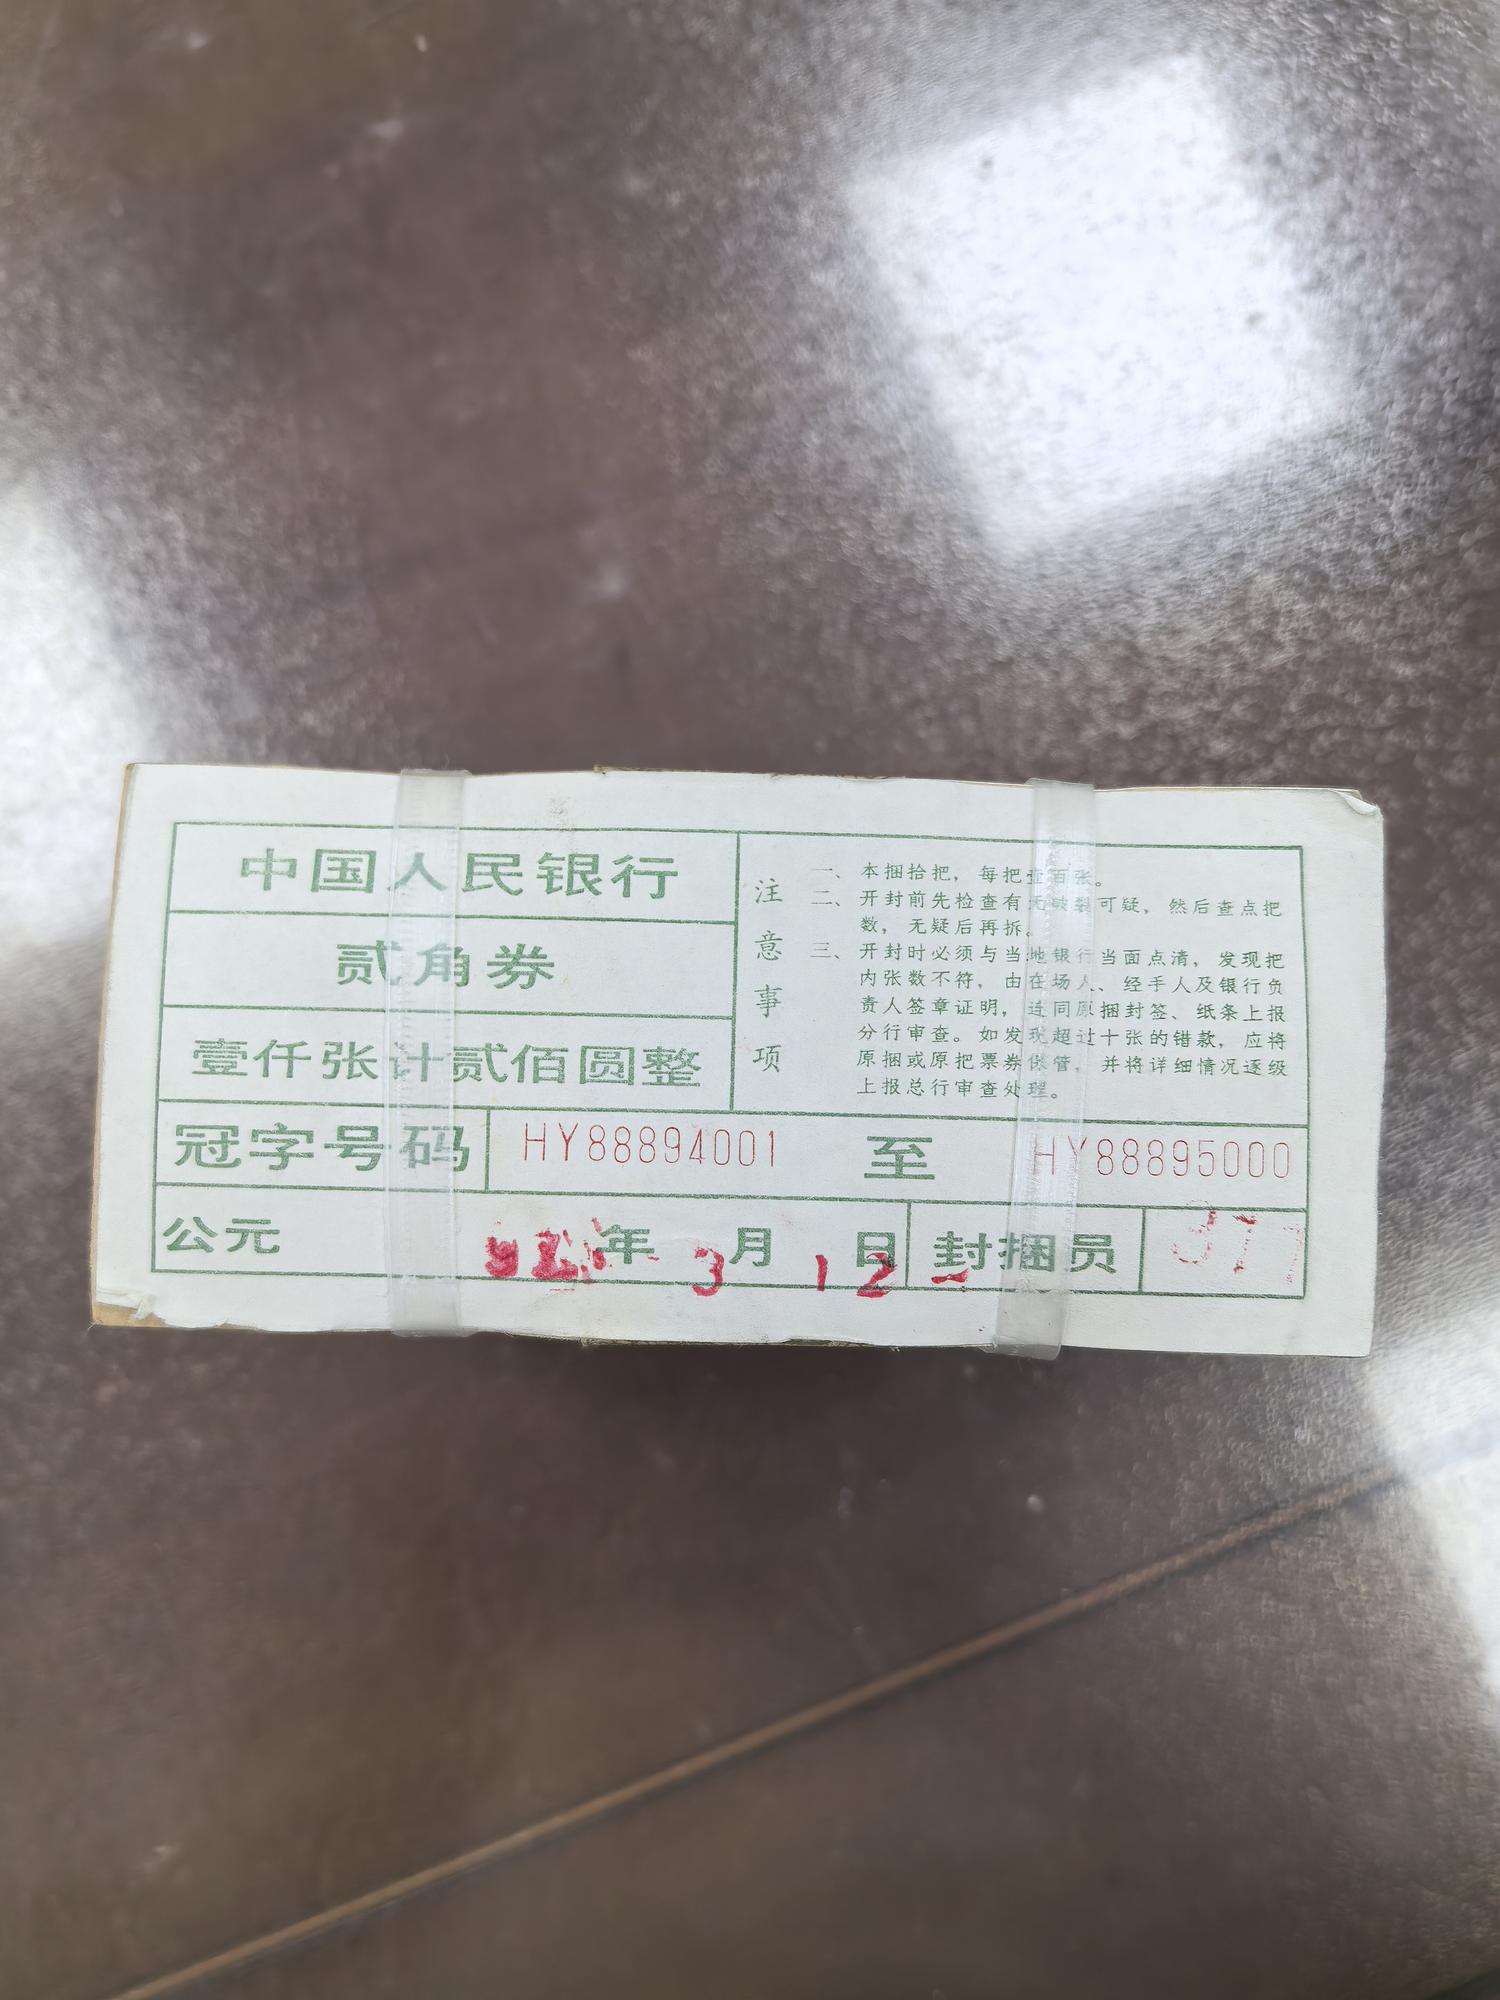 中国人民银行
贰角券
壹仟张计贰佰圆整
注意事项
一、本捆拾把，每把壹百张。
二、开封前先检查有无破裂可疑，然后查点把
数，无疑后再拆。
三、开封时必须与当地银行当面点清，发现把
内张数不符，由在场人、经手人及银行负
责人签章证明，连同原捆封签、纸条上报
分行审查。如发现超过十张的错款，应将
原捆或原把票券保管，并将详细情况逐级
上报总行审查处理。
冠字号码 HY88894001 至 HY88895000
公元 年 3 月 12 日 封捆员 37